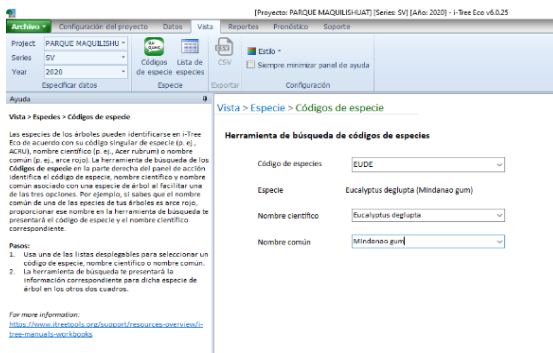 [Proyecto: PARQUE MAQUILISHUAT] [Series: SV] [Año: 2020] - i-Tree Eco v6.0.25
Archivo Configuración del proyecto Datos Vista Reportes Pronóstico Soporte
Project PARQUE MAQUILISHU
Series SV
Year 2020
Especificar datos
Códigos de especie
Lista de especies
Especie
CSV
CSV
Exportar
Estilo
Siempre minimizar panel de ayuda
Configuración
Ayuda
Vista > Especies > Códigos de especie
Las especies de los árboles pueden identificarse en i-Tree
Eco de acuerdo con su código singular de especie (p. ej.,
ACRU), nombre científico (p. ej., Acer rubrum) o nombre
común (p. ej., arce rojo). La herramienta de búsqueda de los
Códigos de especie en la parte derecha del panel de acción
identifica el código de especie, nombre científico y nombre
común asociado con una especie de árbol al facilitar una
de las tres opciones. Por ejemplo, si sabes que el nombre
común de una de las especies de tus árboles es arce rojo,
proporcionar ese nombre en la herramienta de búsqueda te
presentará el código de especie y el nombre científico
correspondiente.
Pasos:
1. Usa una de las listas desplegables para seleccionar un
código de especie, nombre científico o nombre común.
2. La herramienta de búsqueda te presentará la
información correspondiente para dicha especie de
árbol en los otros dos cuadros.
For more information:
https://www.itreetools.org/support/resources-overview/i-
tree-manuals-workbooks
Vista > Especie > Códigos de especie
Herramienta de búsqueda de códigos de especies
Código de especies EUDE
Especie Eucalyptus deglupta (Mindanao gum)
Nombre científico Eucalyptus deglupta
Nombre común Mindanao gum